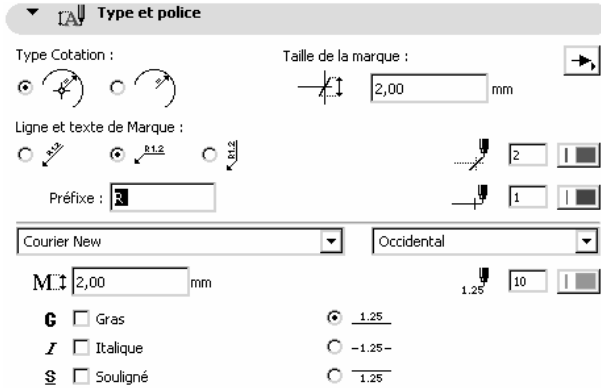 Type et police
Type Cotation :
Taille de la marque :
2,00 mm
Ligne et texte de Marque :
R1.2 R1.2 R1.2
2
Préfixe : R
1
Courier New
Occidental
M 2,00 mm
1.25 10
G Gras
1.25
I Italique
-1.25-
S Souligné
1.25